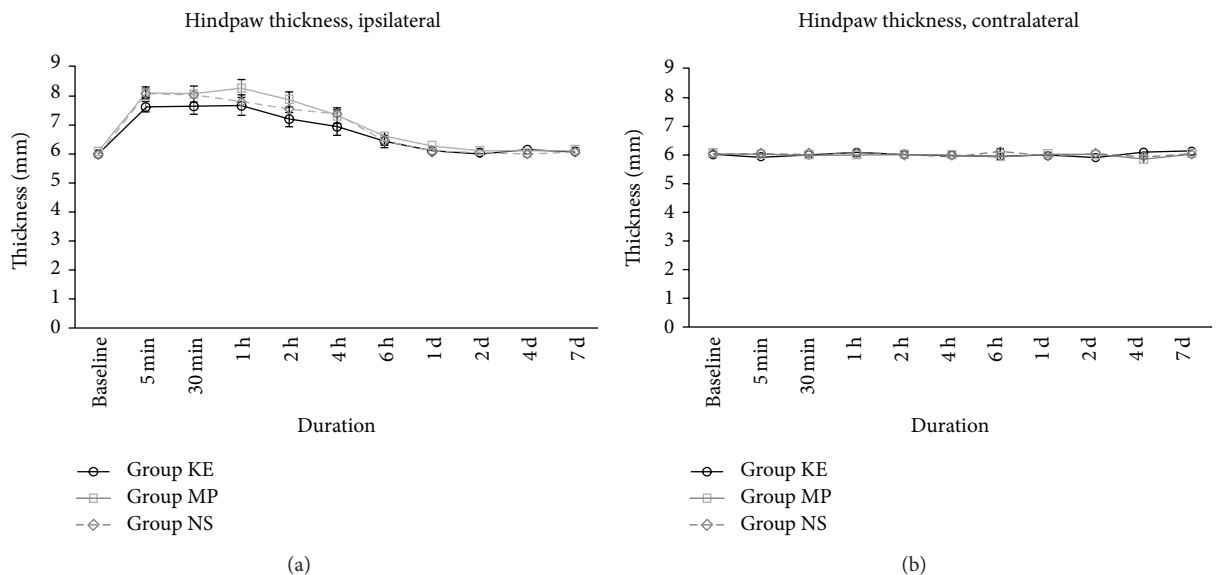 Hindpaw thickness, ipsilateral
9
8
7
6
5
4
3
2
1
0
Thickness (mm)
Baseline
5 min
30 min
1 h
2 h
4 h
6 h
1 d
2 d
4 d
7 d
Duration
Group KE
Group MP
Group NS
(a)
Hindpaw thickness, contralateral
9
8
7
6
5
4
3
2
1
0
Thickness (mm)
Baseline
5 min
30 min
1 h
2 h
4 h
6 h
1 d
2 d
4 d
7 d
Duration
Group KE
Group MP
Group NS
(b)